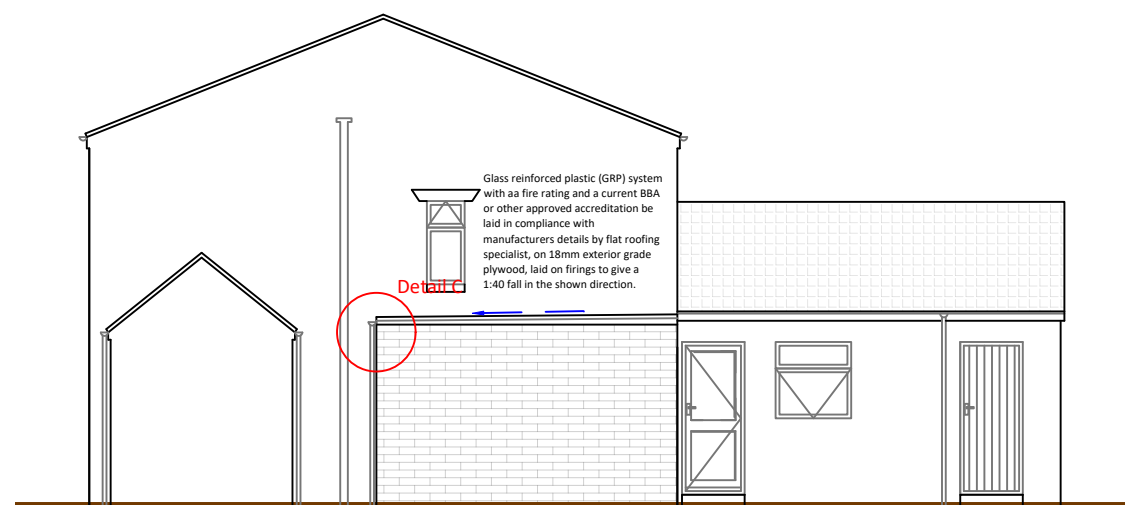 Glass reinforced plastic (GRP) system
with aa fire rating and a current BBA
or other approved accreditation be
laid in compliance with
manufacturers details by flat roofing
specialist, on 18mm exterior grade
plywood, laid on firings to give a
1:40 fall in the shown direction.
Detail C